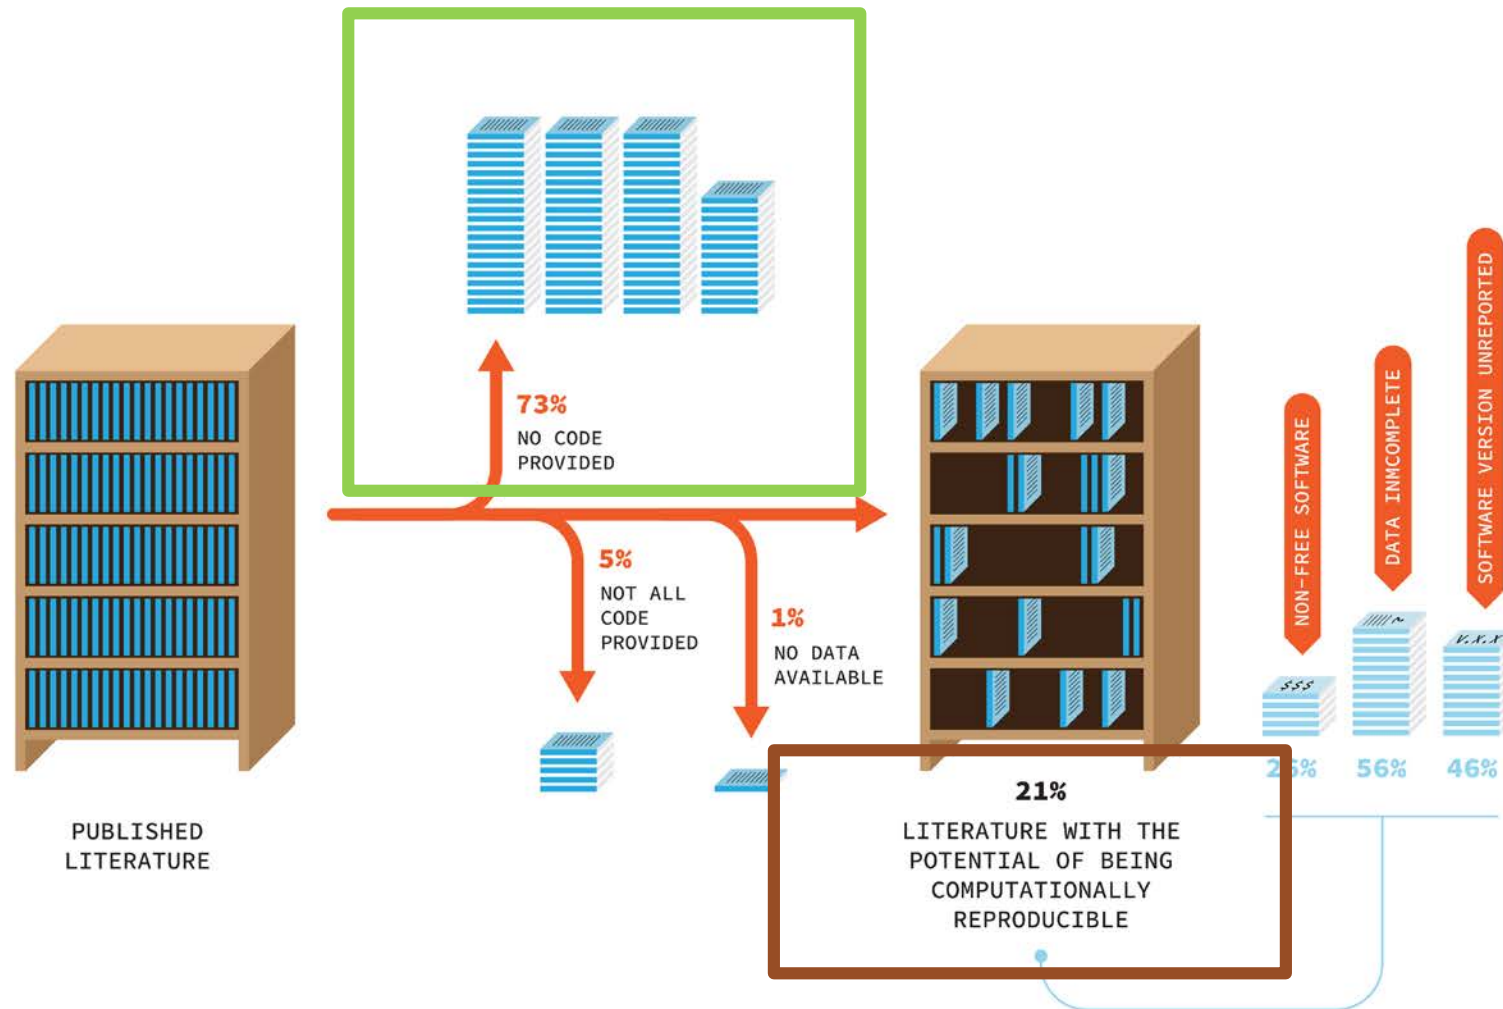 73%
NO CODE
PROVIDED
5%
NOT ALL
CODE
PROVIDED
1%
NO DATA
AVAILABLE
PUBLISHED
LITERATURE
21%
LITERATURE WITH THE
POTENTIAL OF BEING
COMPUTATIONALLY
REPRODUCIBLE
NON-FREE SOFTWARE
DATA INMCOMPLETE
SOFTWARE VERSION UNREPORTED
$$$
V.X.X
26%
56%
46%